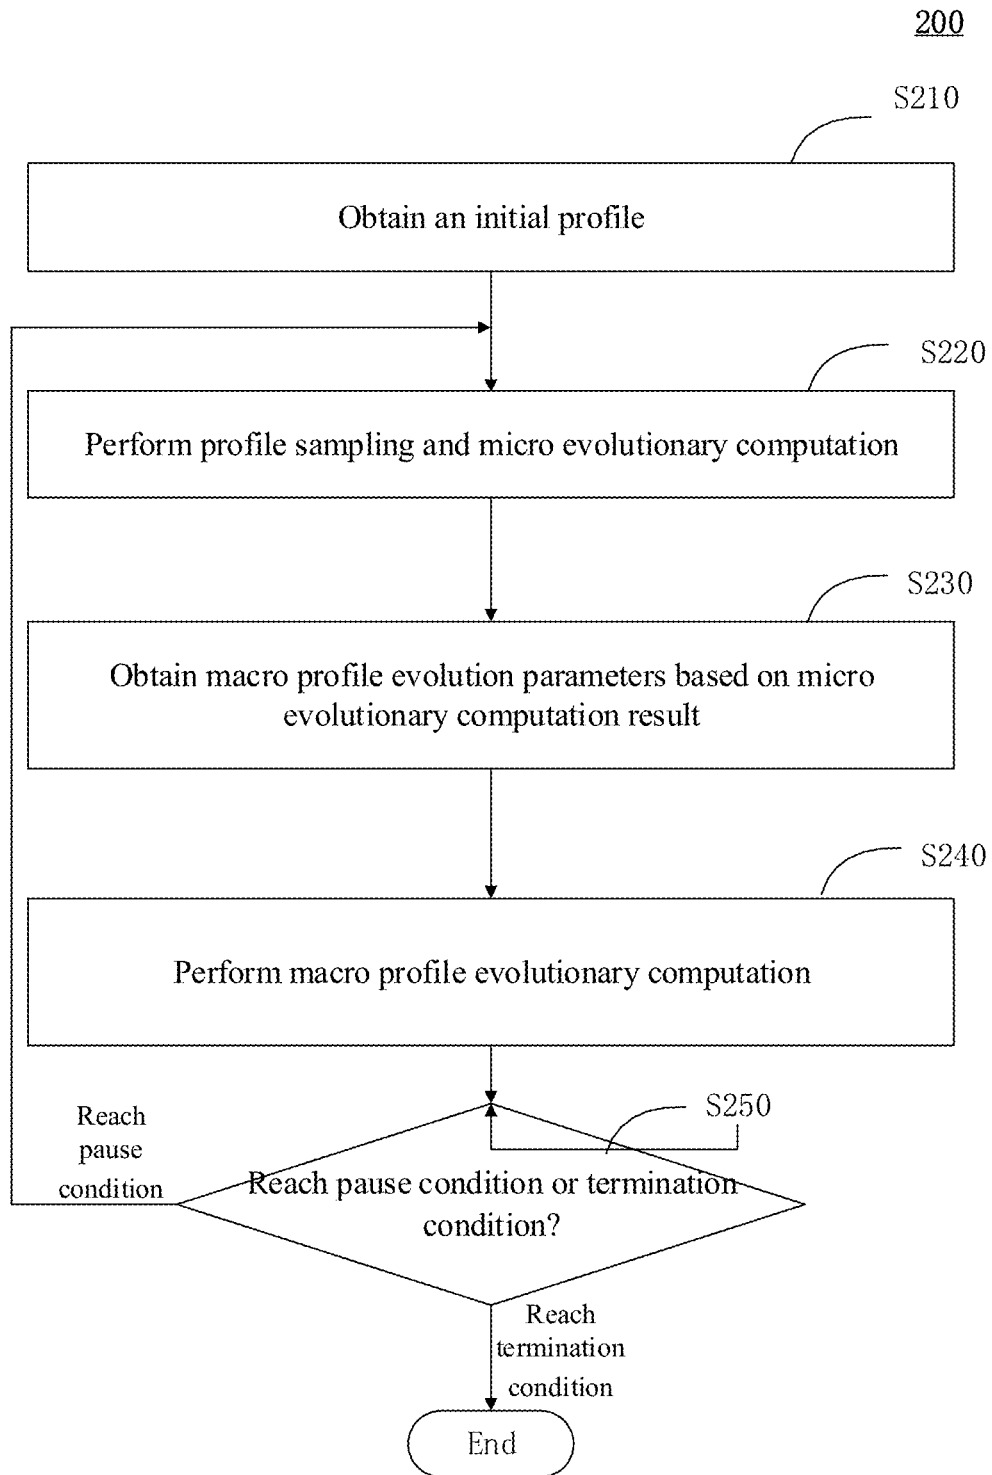 200
S210
Obtain an initial profile
S220
Perform profile sampling and micro evolutionary computation
S230
Obtain macro profile evolution parameters based on micro
evolutionary computation result
S240
Perform macro profile evolutionary computation
Reach
pause
condition
S250
Reach pause condition or termination
condition?
Reach
termination
condition
End